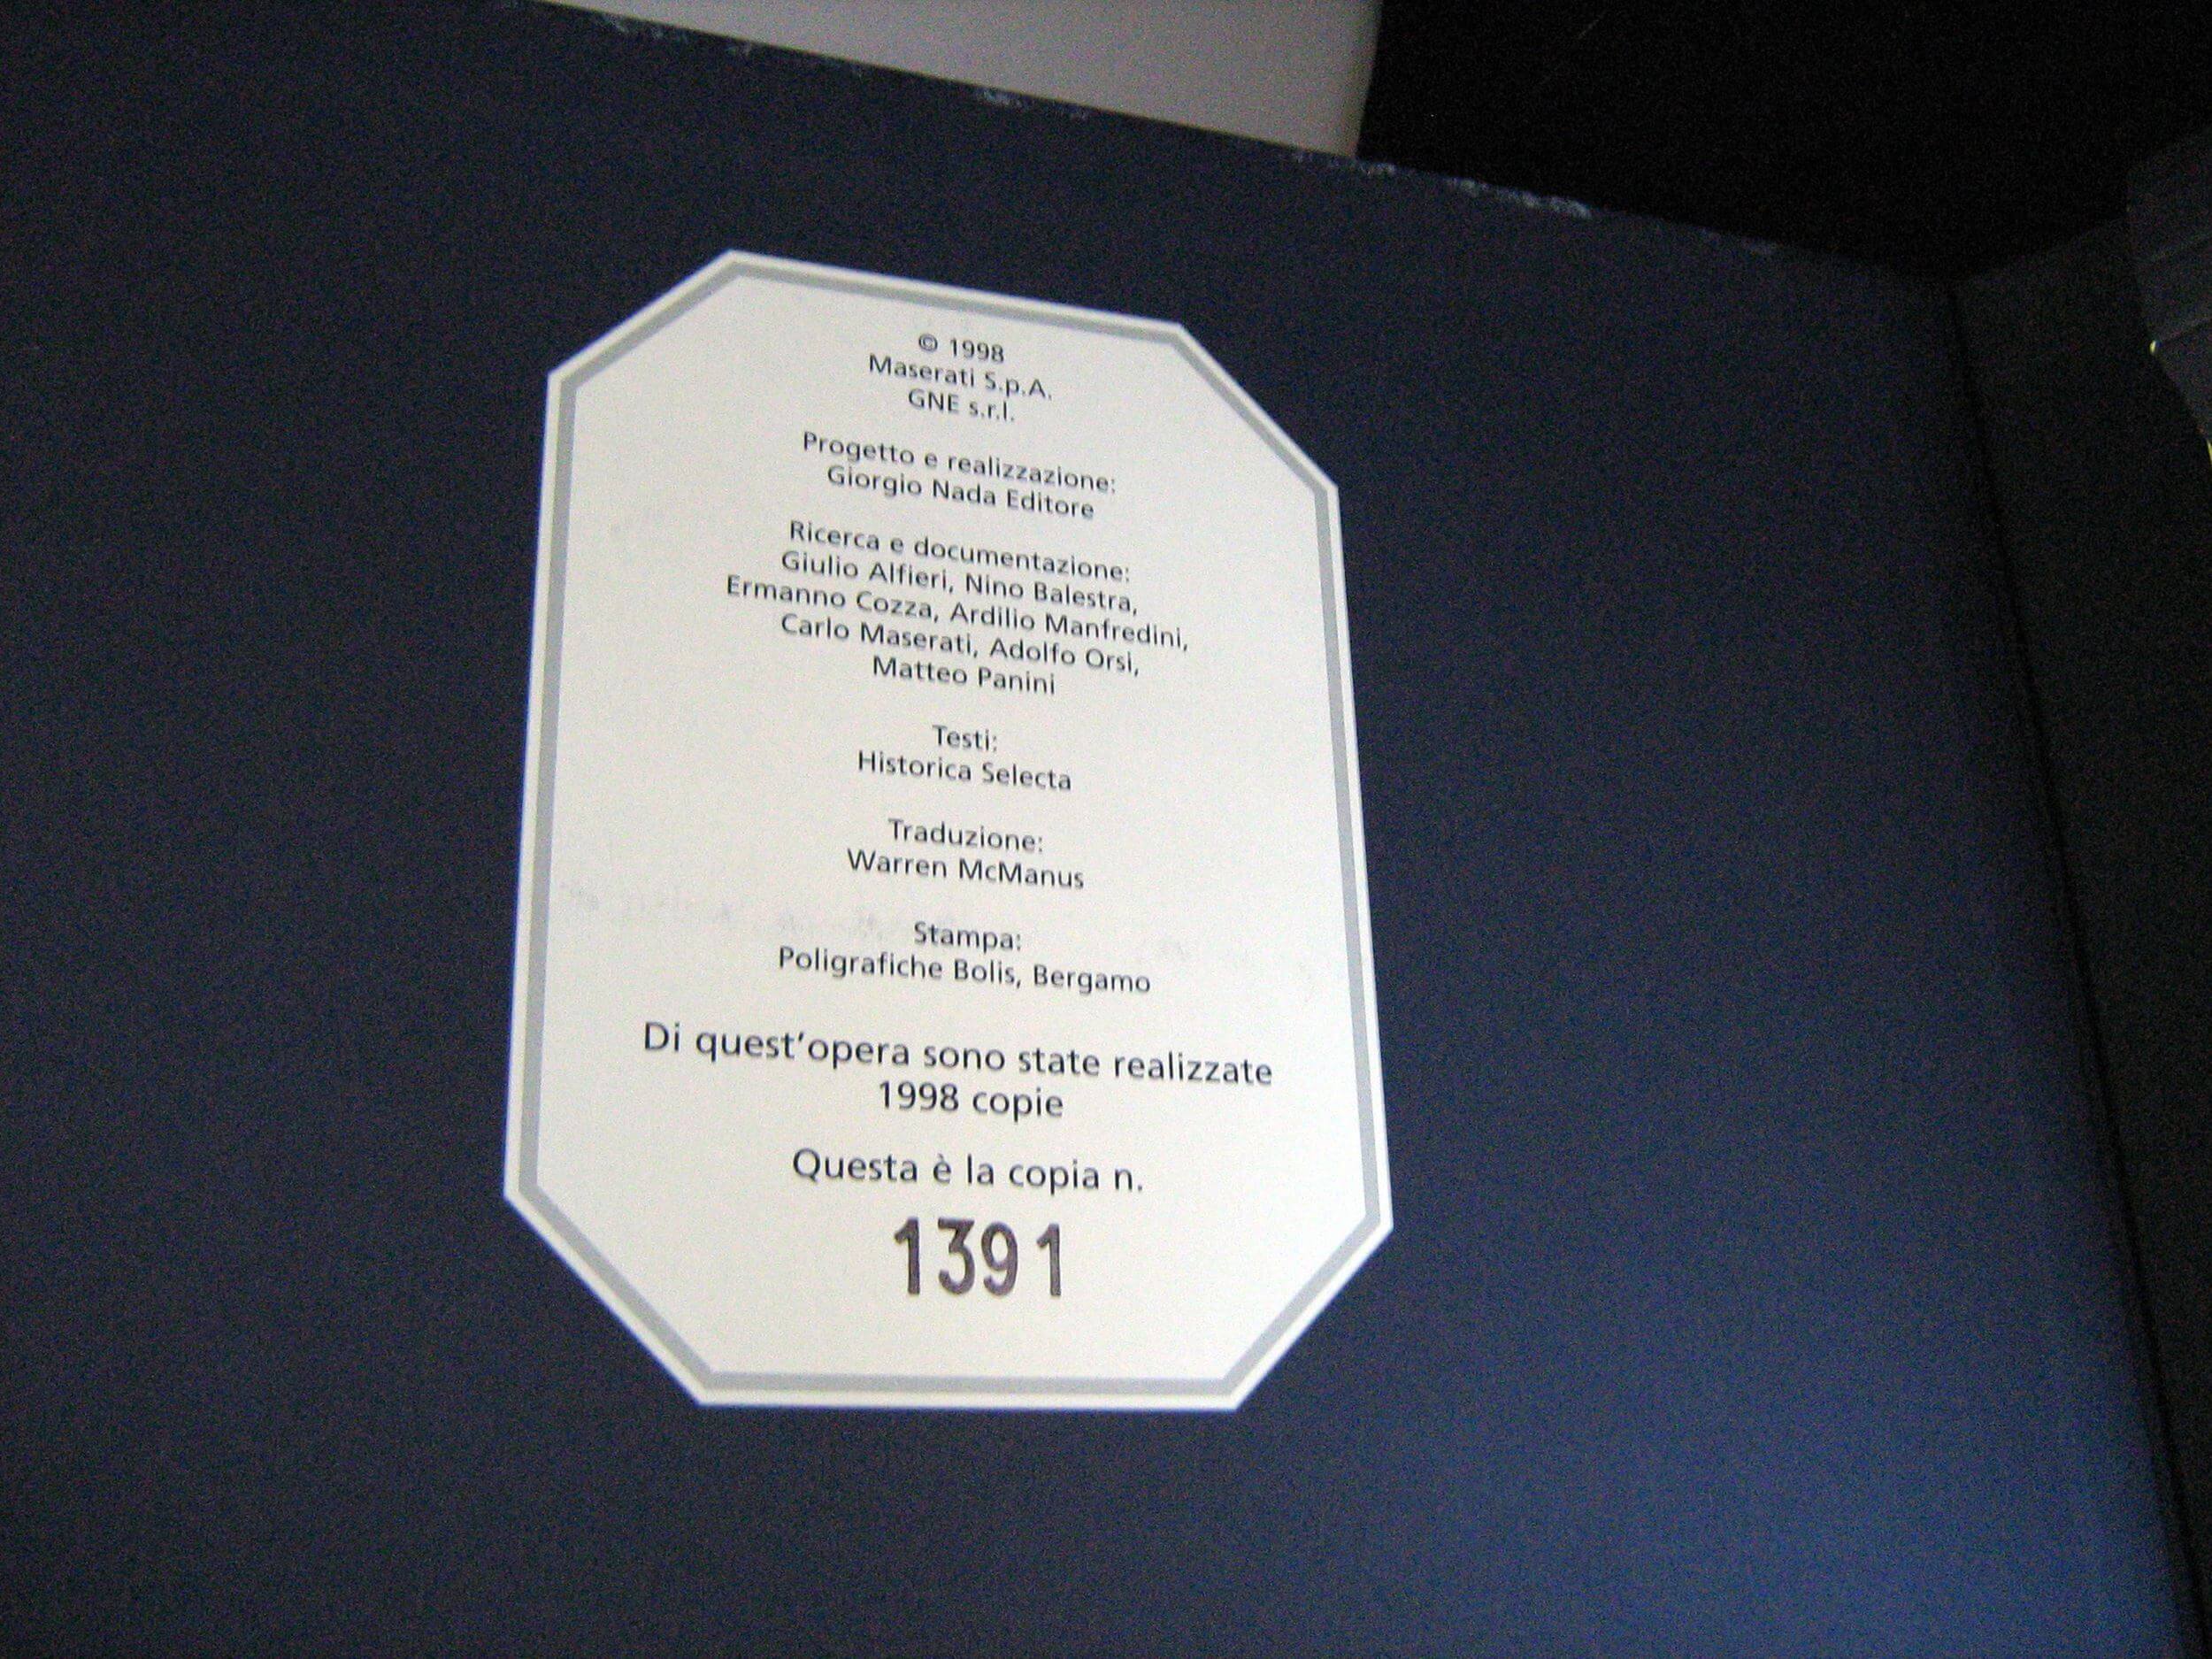 © 1998
Maserati S.p.A.
GNE s.r.l.
Progetto e realizzazione:
Giorgio Nada Editore
Ricerca e documentazione:
Giulio Alfieri, Nino Balestra,
Ermanno Cozza, Ardilio Manfredini,
Carlo Maserati, Adolfo Orsi,
Matteo Panini
Testi:
Historica Selecta
Traduzione:
Warren McManus
Stampa:
Poligrafiche Bolis, Bergamo
Di quest'opera sono state realizzate
1998 copie
Questa è la copia n.
1391